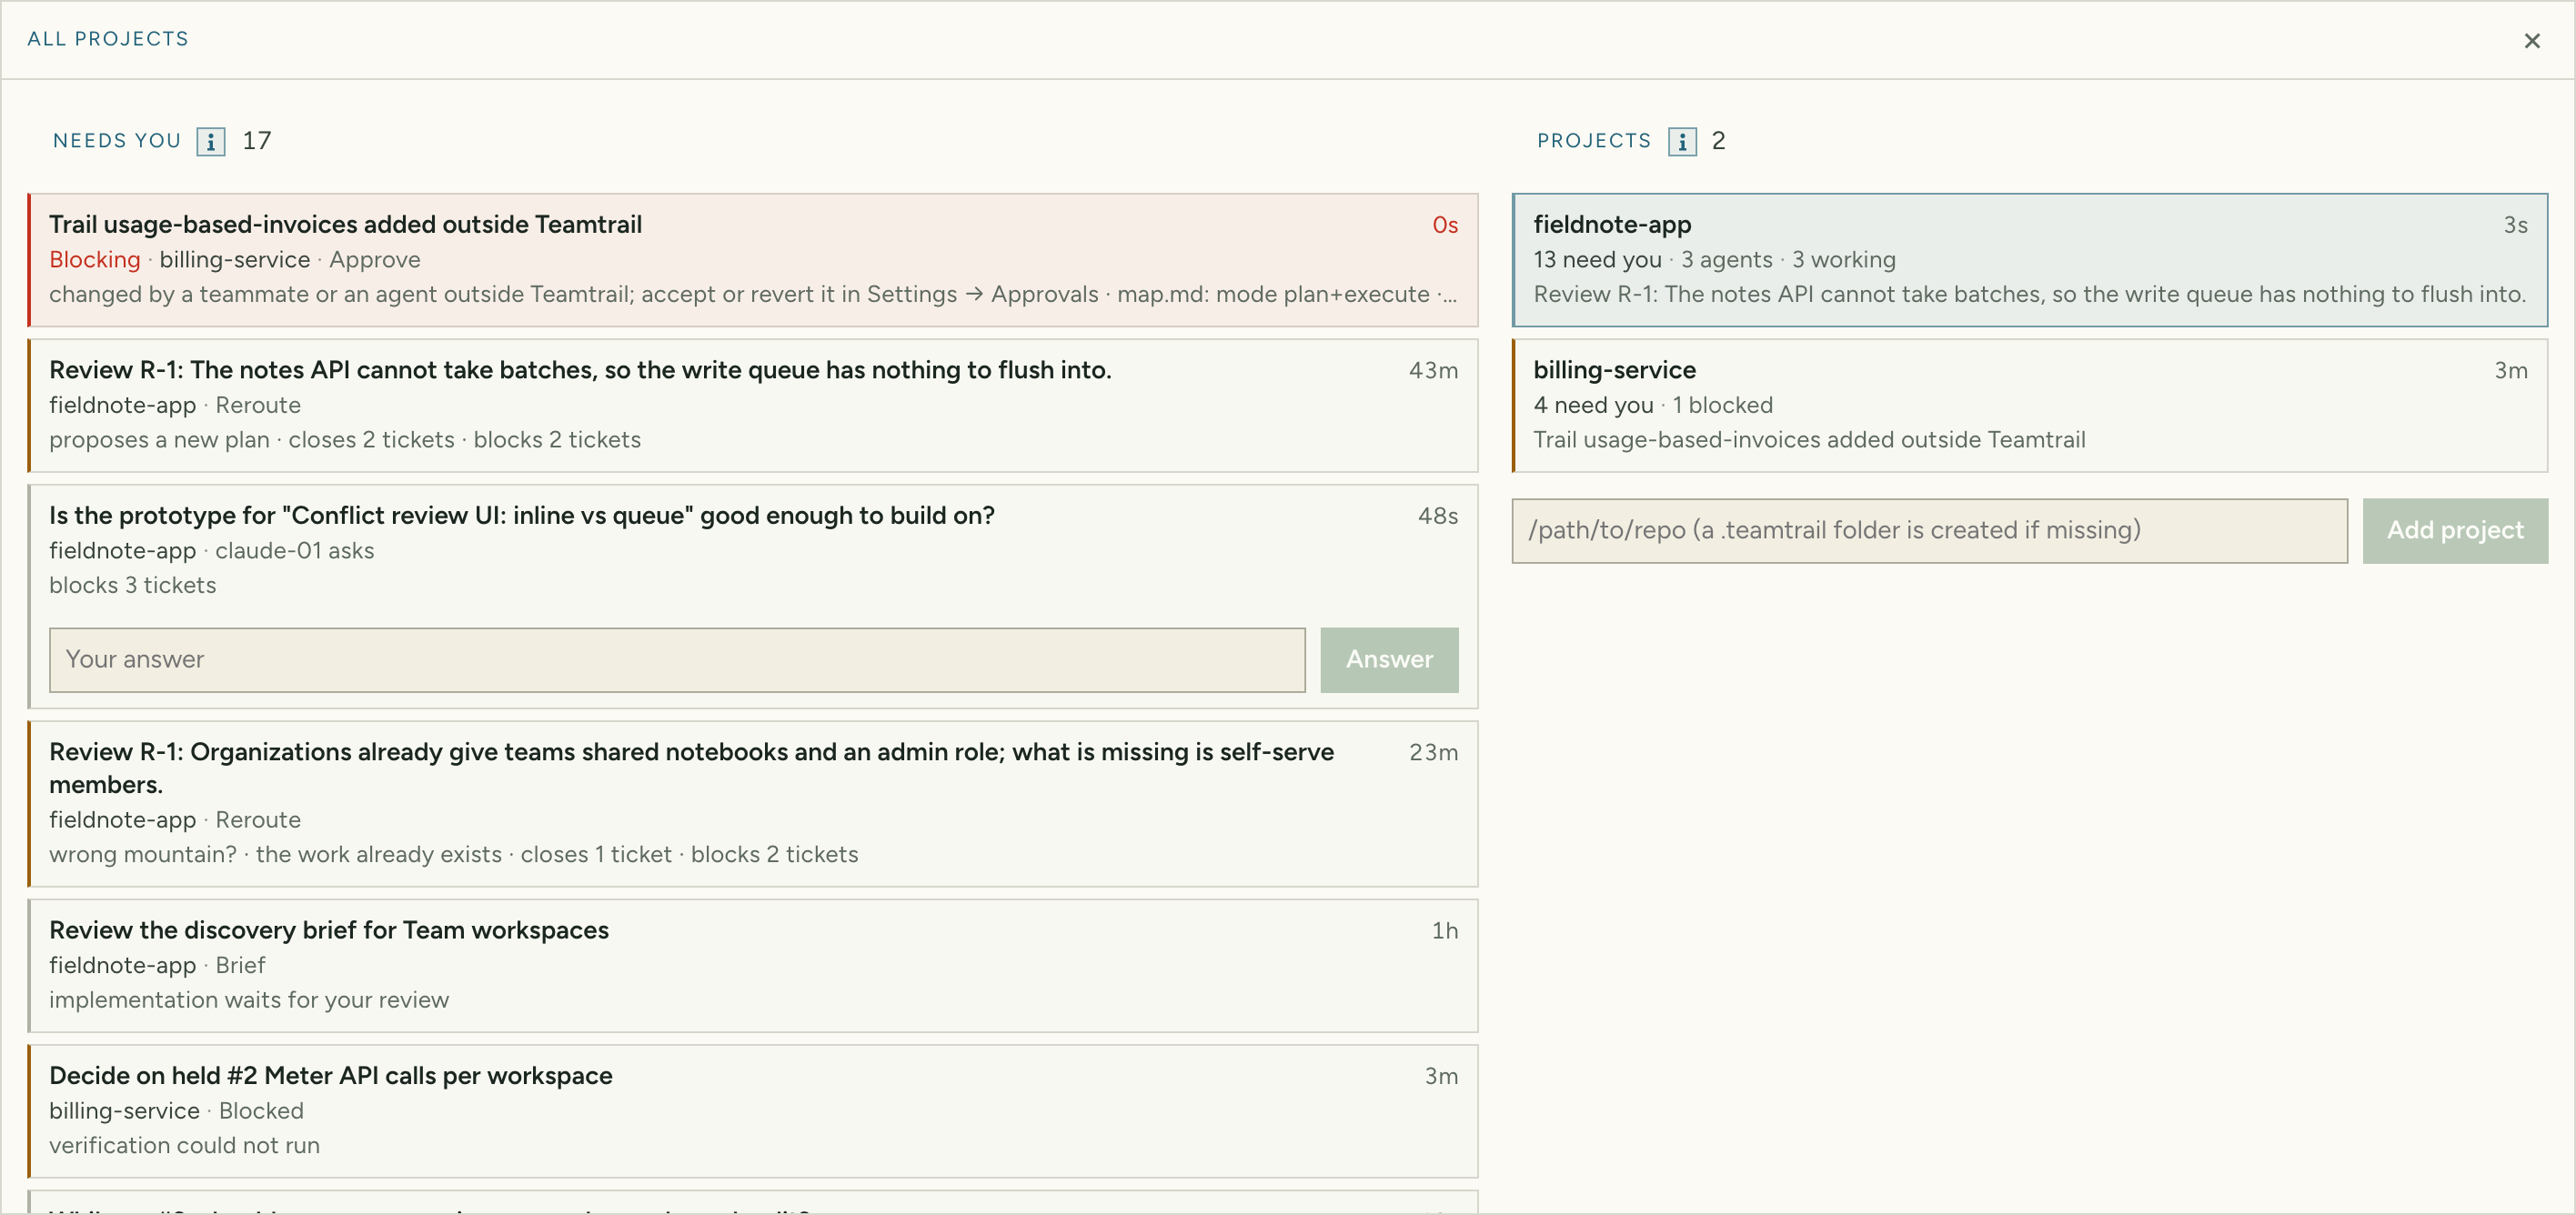 ALL PROJECTS
×
NEEDS YOU i 17
Trail usage-based-invoices added outside Teamtrail 0s
Blocking · billing-service · Approve
changed by a teammate or an agent outside Teamtrail; accept or revert it in Settings → Approvals · map.md: mode plan+execute ·...
Review R-1: The notes API cannot take batches, so the write queue has nothing to flush into. 43m
fieldnote-app · Reroute
proposes a new plan · closes 2 tickets · blocks 2 tickets
Is the prototype for "Conflict review UI: inline vs queue" good enough to build on? 48s
fieldnote-app · claude-01 asks
blocks 3 tickets
Your answer Answer
Review R-1: Organizations already give teams shared notebooks and an admin role; what is missing is self-serve 23m
members.
fieldnote-app · Reroute
wrong mountain? · the work already exists · closes 1 ticket · blocks 2 tickets
Review the discovery brief for Team workspaces 1h
fieldnote-app · Brief
implementation waits for your review
Decide on held #2 Meter API calls per workspace 3m
billing-service · Blocked
verification could not run
PROJECTS i 2
fieldnote-app 3s
13 need you · 3 agents · 3 working
Review R-1: The notes API cannot take batches, so the write queue has nothing to flush into.
billing-service 3m
4 need you · 1 blocked
Trail usage-based-invoices added outside Teamtrail
/path/to/repo (a .teamtrail folder is created if missing) Add project